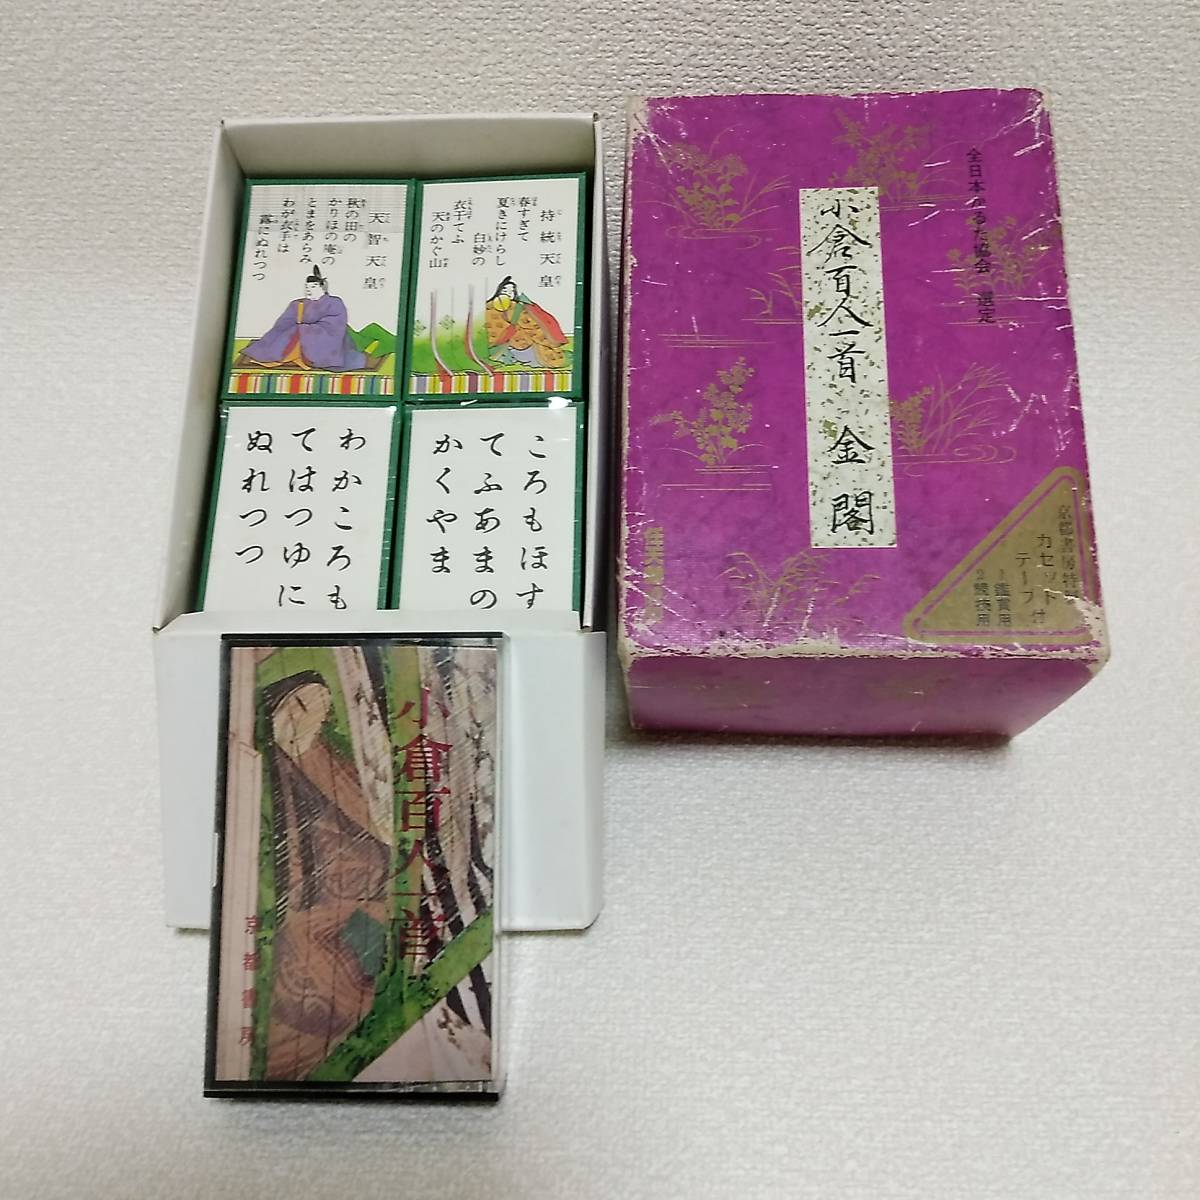 天智天皇
秋の田の
かりほの庵の
とまをあらみ
わが衣手は
露にぬれつつ
持統天皇
春すぎて
夏きにけらし
白妙の
衣干てふ
天のかぐ山
わかころも
てはつゆに
ぬれつつ
ころもほす
てふあまの
かくやま
全日本かるた協会 選定
小倉百人一首 金閣
京都書房特製
カセット
テープ付
1鑑賞用
2競技用
小倉百人一首
京都書房